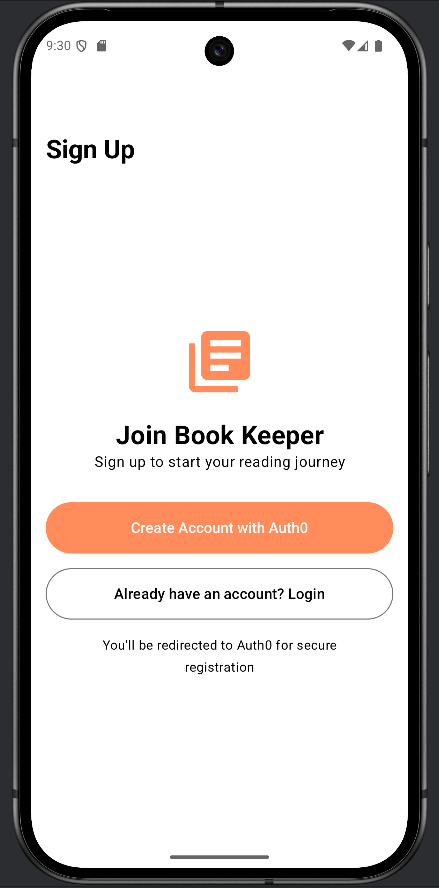 9:30
Sign Up
Join Book Keeper
Sign up to start your reading journey
Create Account with Auth0
Already have an account? Login
You'll be redirected to Auth0 for secure
registration